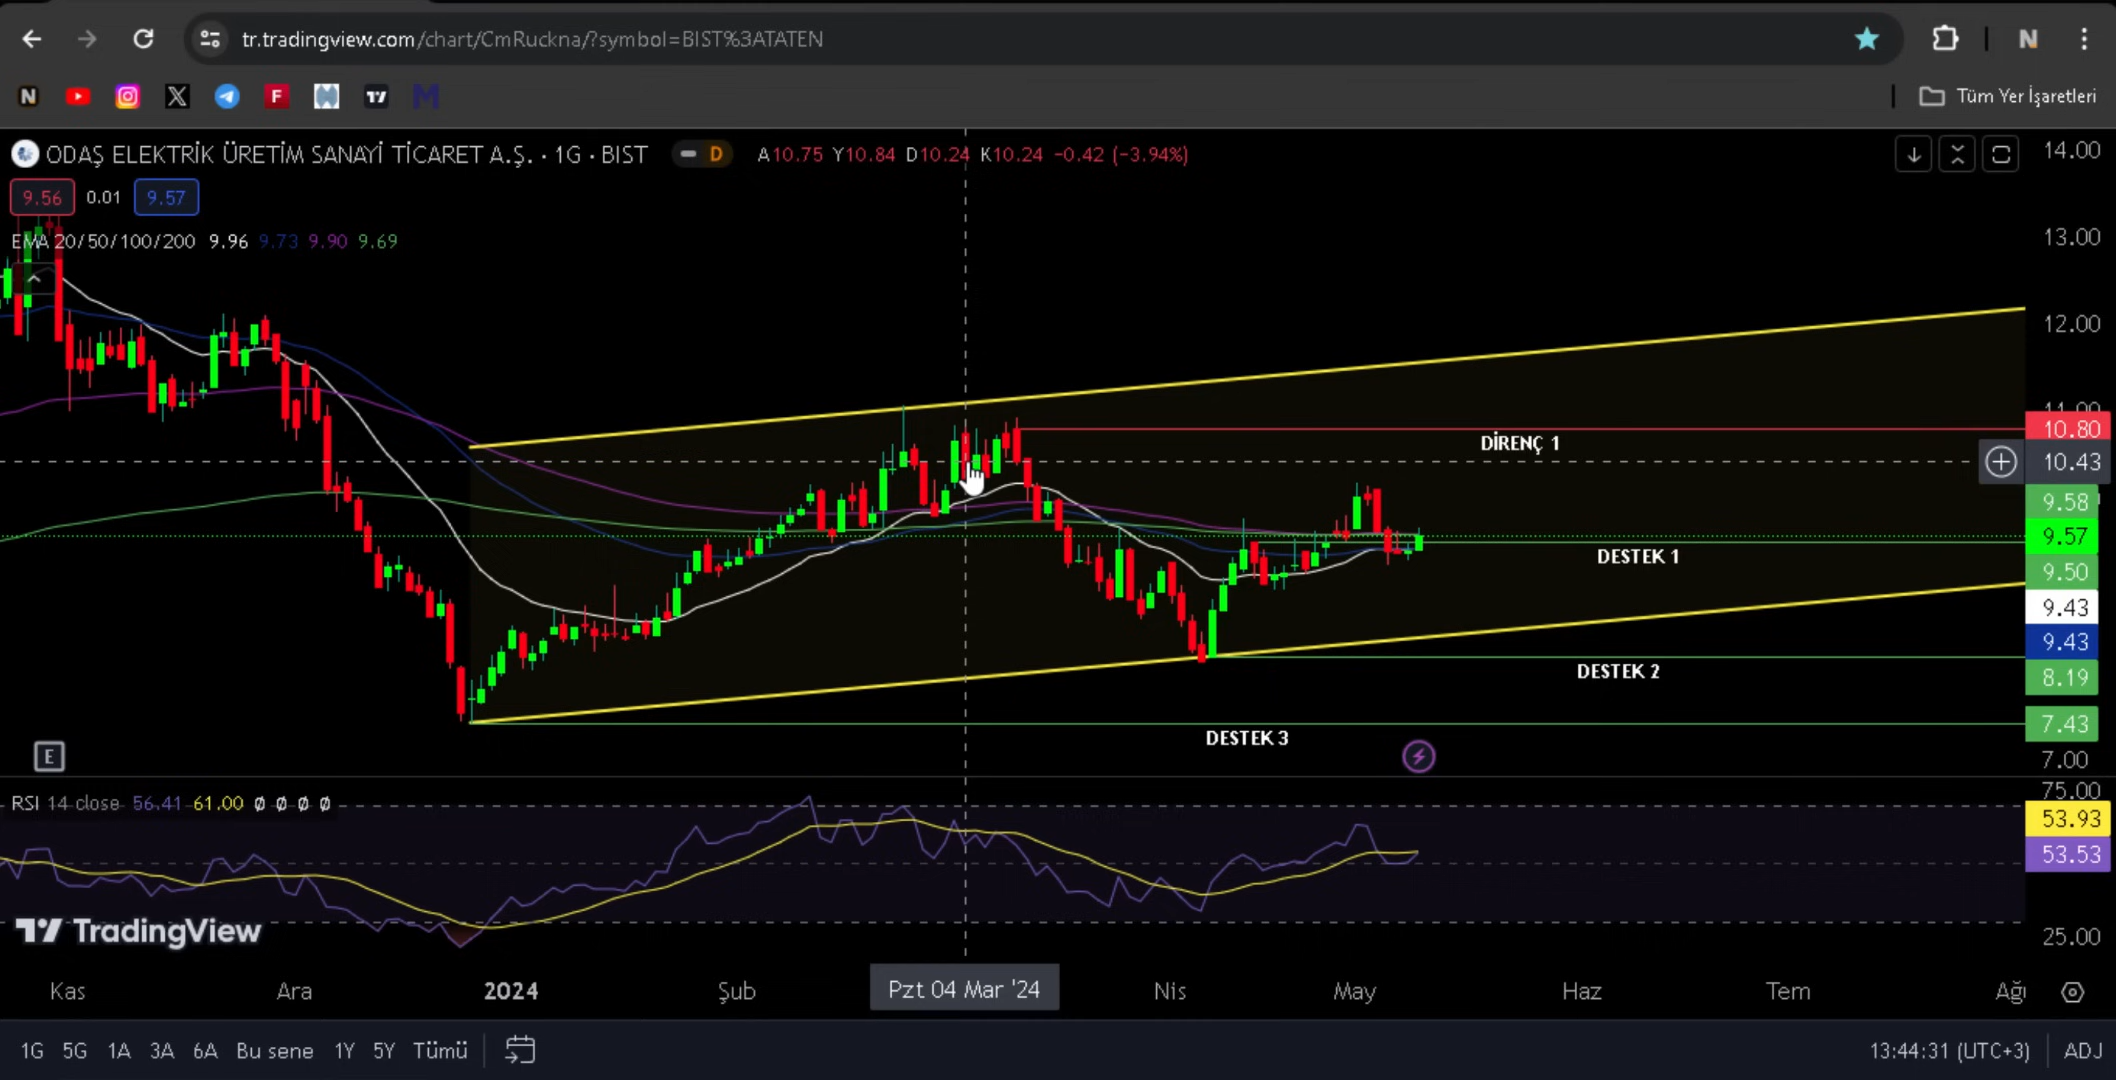 tr.tradingview.com/chart/CmRuckna/?symbol=BIST%3ATATEN
N
Tüm Yer İşaretleri
ODAŞ ELEKTRİK ÜRETİM SANAYİ TİCARET A.Ş. · 1G · BIST
D
A10.75 Y10.84 D10.24 K10.24 −0.42 (−3.94%)
9.56 0.01 9.57
EMA 20/50/100/200 9.96 9.73 9.90 9.69
14.00
13.00
12.00
11.00
10.80
10.43
9.58
9.57
9.50
9.43
9.43
8.19
7.43
7.00
DİRENÇ 1
DESTEK 1
DESTEK 2
DESTEK 3
E
RSI 14 close 56.41 61.00 Ø Ø Ø Ø
75.00
53.93
53.53
25.00
TradingView
Kas Ara 2024 Şub Pzt 04 Mar '24 Nis May Haz Tem Ağı
1G 5G 1A 3A 6A Bu sene 1Y 5Y Tümü
13:44:31 (UTC+3) ADJ